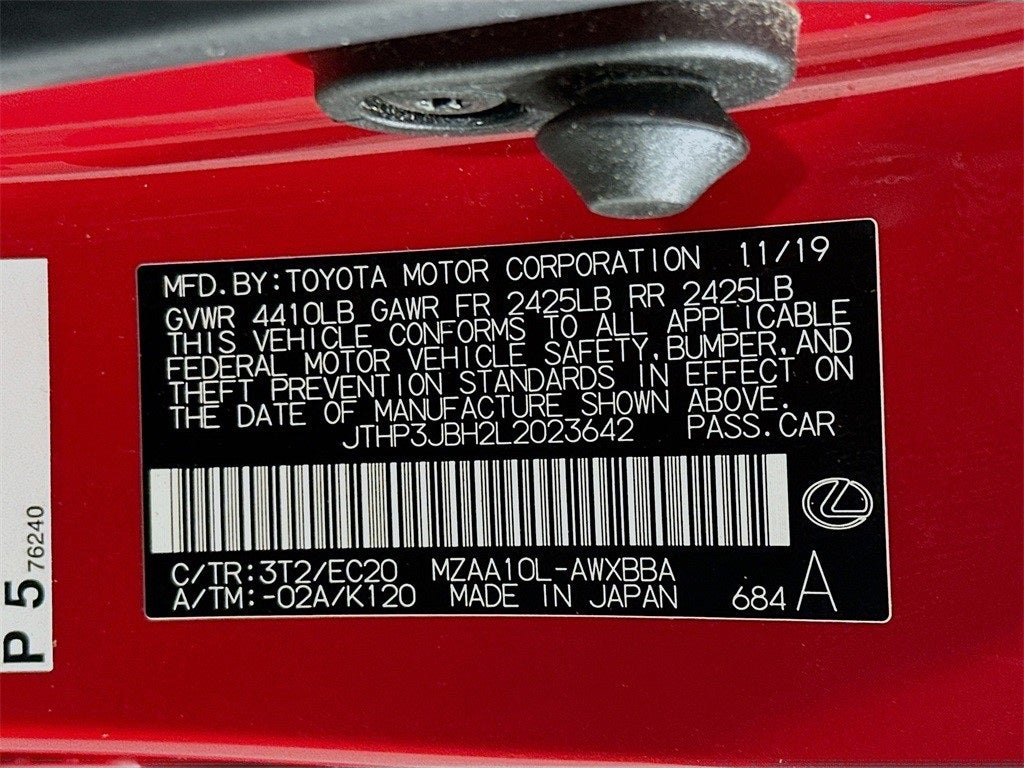 MFD.BY:TOYOTA MOTOR CORPORATION 11/19
GVWR 4410LB GAWR FR 2425LB RR 2425LB
THIS VEHICLE CONFORMS TO ALL APPLICABLE
FEDERAL MOTOR VEHICLE SAFETY,BUMPER,AND
THEFT PREVENTION STANDARDS IN EFFECT ON
THE DATE OF MANUFACTURE SHOWN ABOVE.
JTHP3JBH2L2023642 PASS.CAR
C/TR:3T2/EC20 MZAA10L-AWXBBA
A/TM:-02A/K120 MADE IN JAPAN 684 A
P 5 76240